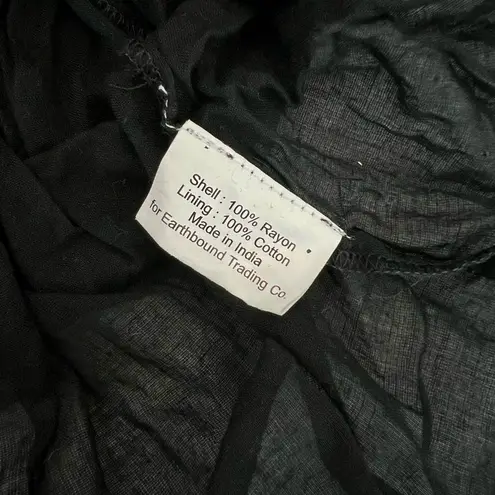 Shell : 100% Rayon
Lining : 100% Cotton
Made in India
for Earthbound Trading Co.